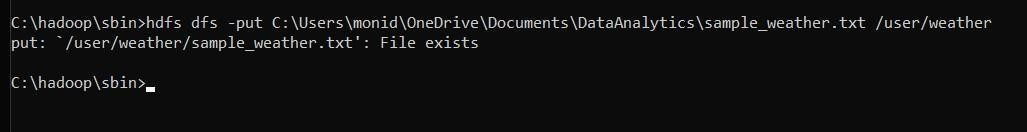 C:\hadoop\sbin>hdfs dfs -put C:\Users\monid\OneDrive\Documents\DataAnalytics\sample_weather.txt /user/weather
put: `/user/weather/sample_weather.txt': File exists
C:\hadoop\sbin>